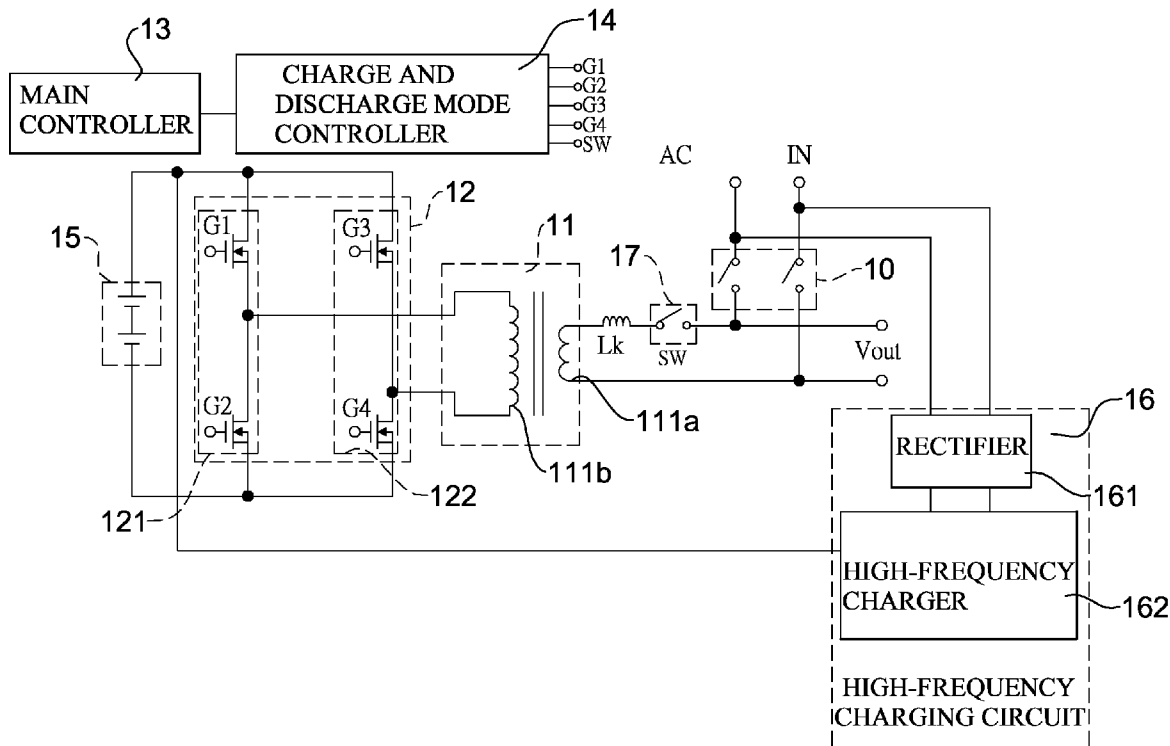 13
14
MAIN
CONTROLLER
CHARGE AND
DISCHARGE MODE
CONTROLLER
G1
G2
G3
G4
SW
AC
IN
12
G1
G3
15
11
17
10
Lk
SW
Vout
G2
G4
111a
16
111b
RECTIFIER
121
122
161
HIGH-FREQUENCY
CHARGER
162
HIGH-FREQUENCY
CHARGING CIRCUIT